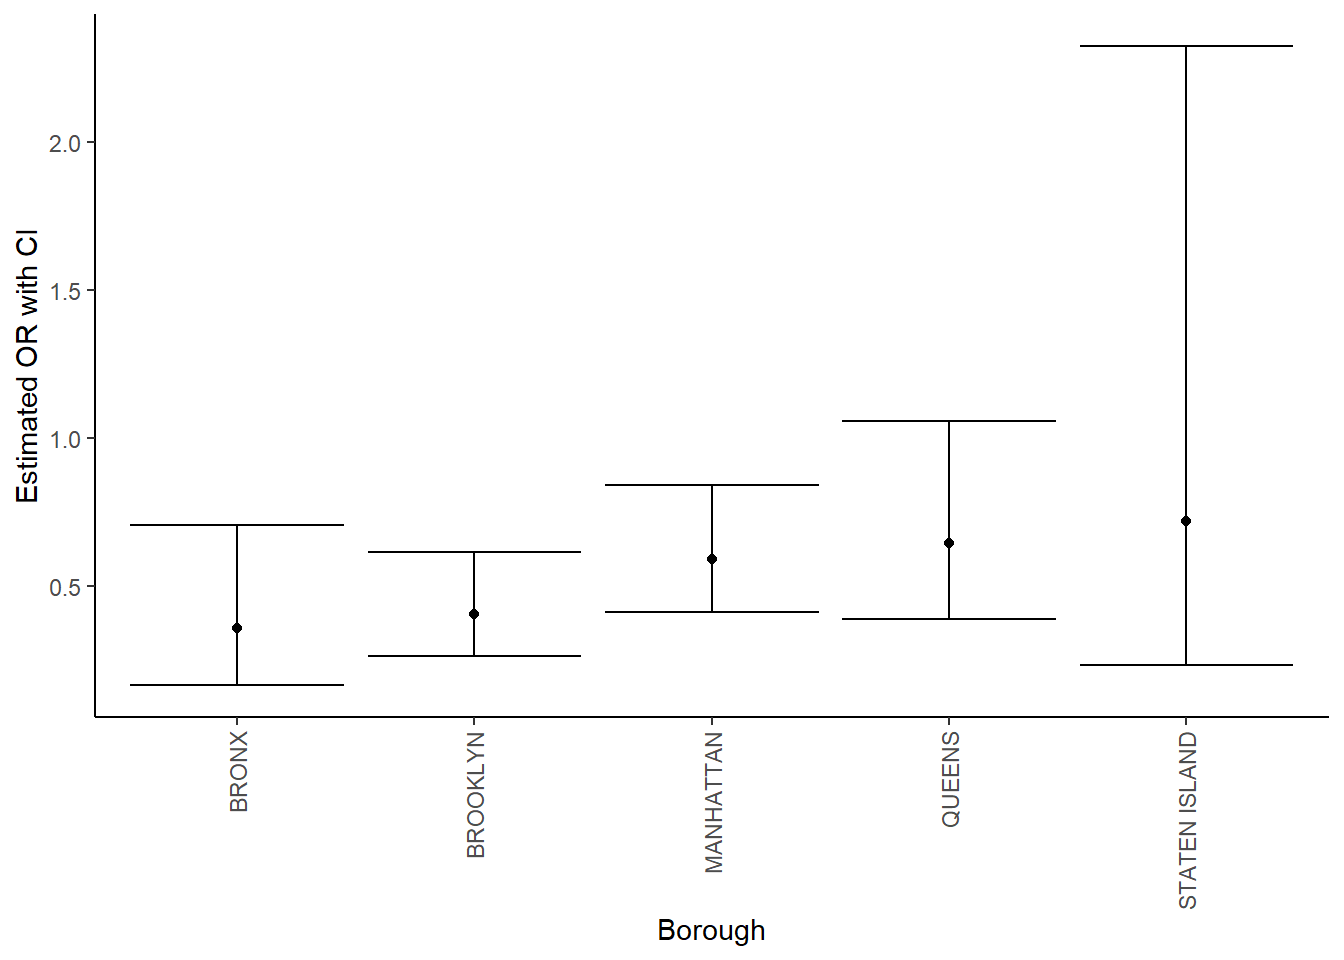 Estimated OR with CI
2.0
1.5
1.0
0.5
BRONX
BROOKLYN
MANHATTAN
QUEENS
STATEN ISLAND
Borough